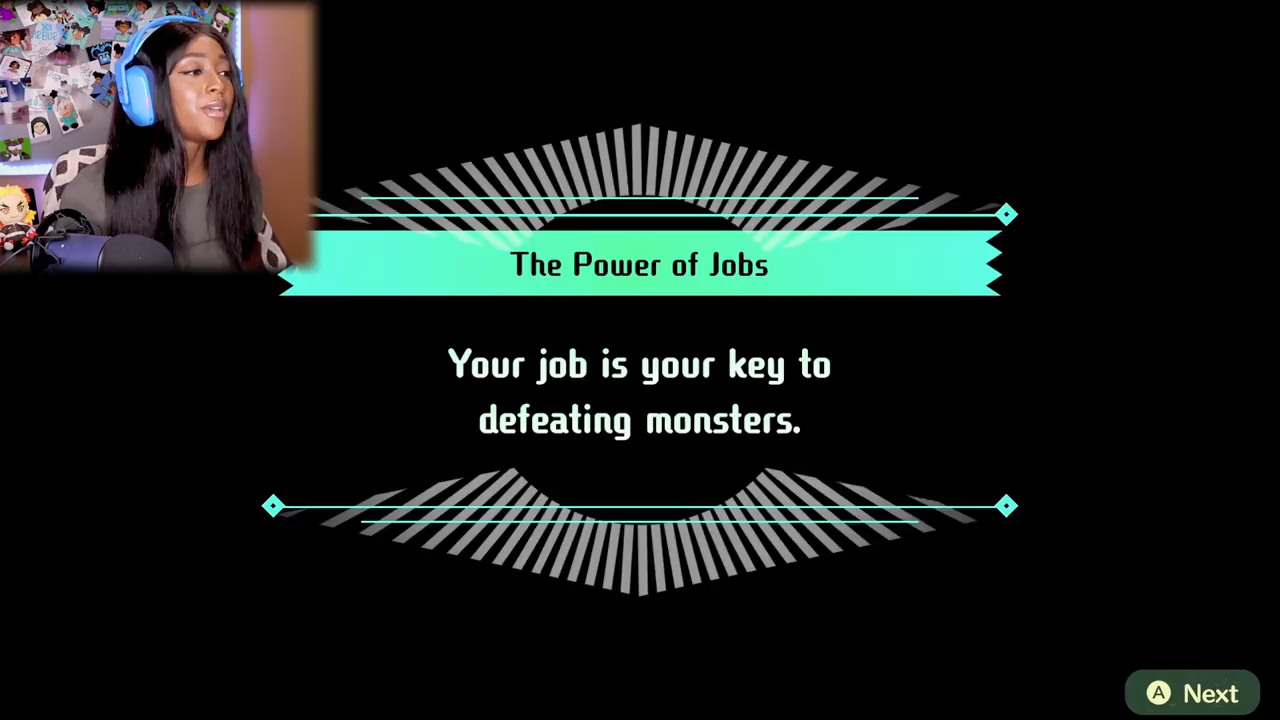 The Power of Jobs
Your job is your key to
defeating monsters.
A Next